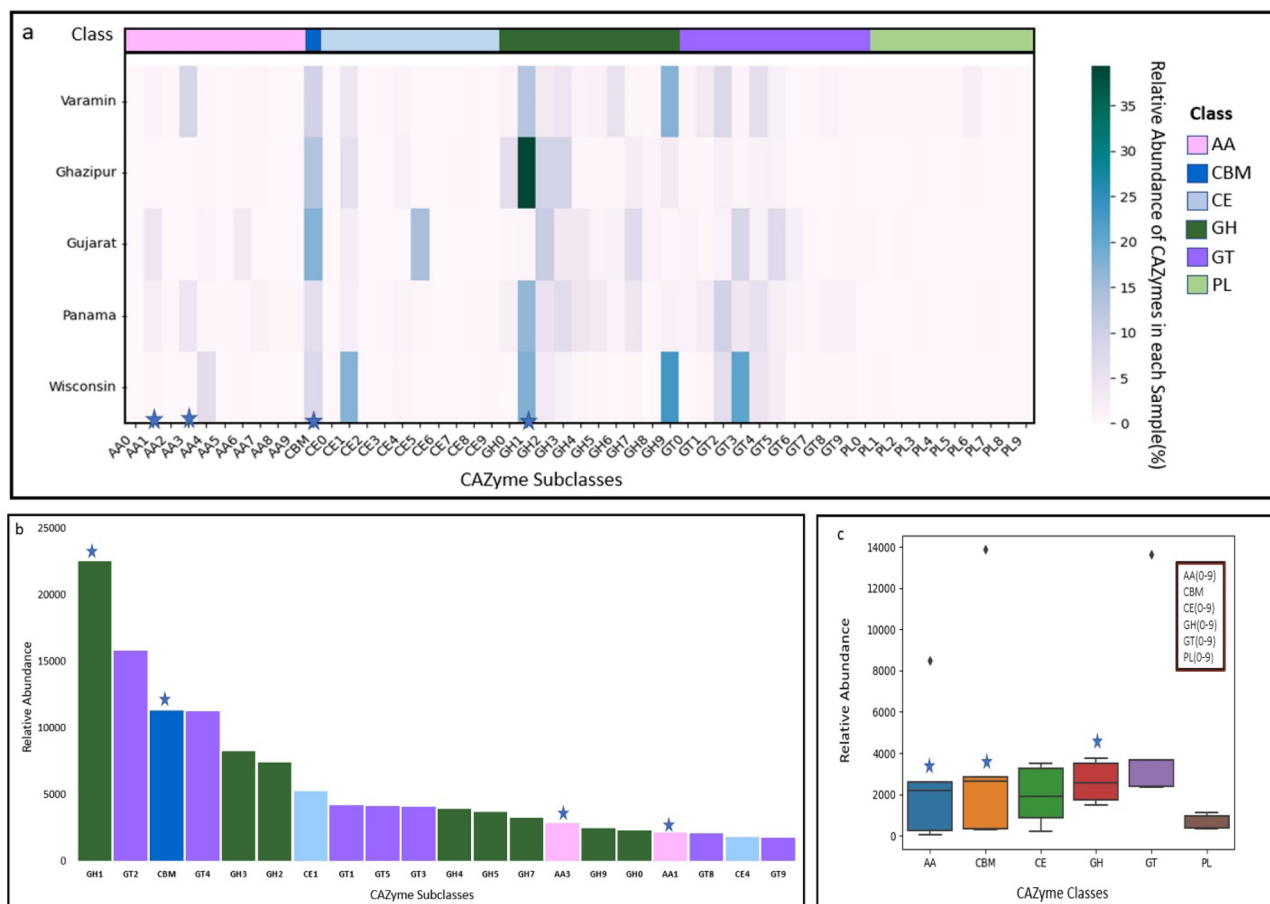 a
Class
Varamin
Ghazipur
Gujarat
Panama
Wisconsin
AA0 AA1 AA2 AA3 AA4 AA5 AA6 AA7 AA8 AA9 CBM CE0 CE1 CE2 CE3 CE4 CE5 CE6 CE7 CE8 CE9 GH0 GH1 GH2 GH3 GH4 GH5 GH6 GH7 GH8 GH9 GT0 GT1 GT2 GT3 GT4 GT5 GT6 GT7 GT8 GT9 PL0 PL1 PL2 PL3 PL4 PL5 PL6 PL7 PL8 PL9
CAZyme Subclasses
35
30
25
20
15
10
5
0
Relative Abundance of CAZymes in each Sample(%)
Class
AA
CBM
CE
GH
GT
PL
b
25000
20000
15000
10000
5000
0
Relative Abundance
GH1 GT2 CBM GT4 GH3 GH2 CE1 GT1 GT5 GT3 GH4 GH5 GH7 AA3 GH9 GH0 AA1 GT8 CE4 GT9
CAZyme Subclasses
c
14000
12000
10000
8000
6000
4000
2000
0
Relative Abundance
AA(0-9)
CBM
CE(0-9)
GH(0-9)
GT(0-9)
PL(0-9)
AA CBM CE GH GT PL
CAZyme Classes